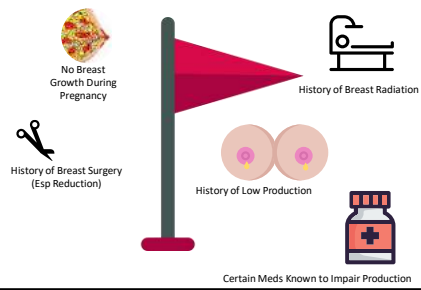 No Breast
Growth During
Pregnancy
History of Breast Radiation
History of Breast Surgery
(Esp Reduction)
History of Low Production
Certain Meds Known to Impair Production